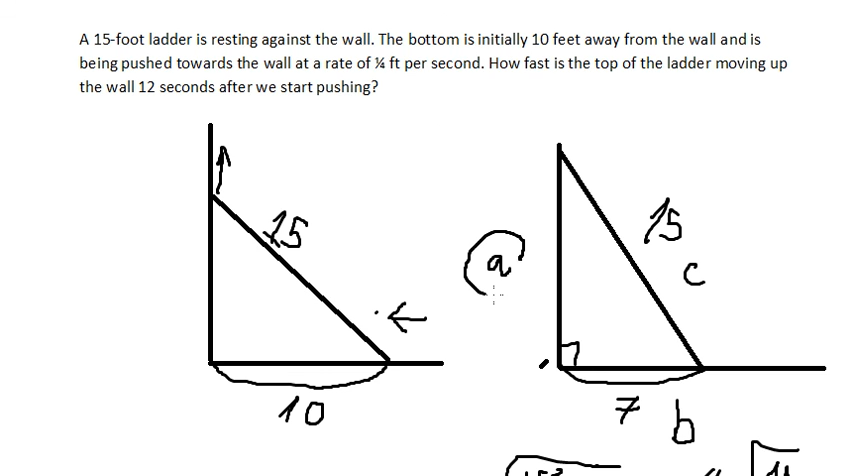 A 15-foot ladder is resting against the wall. The bottom is initially 10 feet away from the wall and is
being pushed towards the wall at a rate of ¼ ft per second. How fast is the top of the ladder moving up
the wall 12 seconds after we start pushing?
15
10
a
15
c
7 b